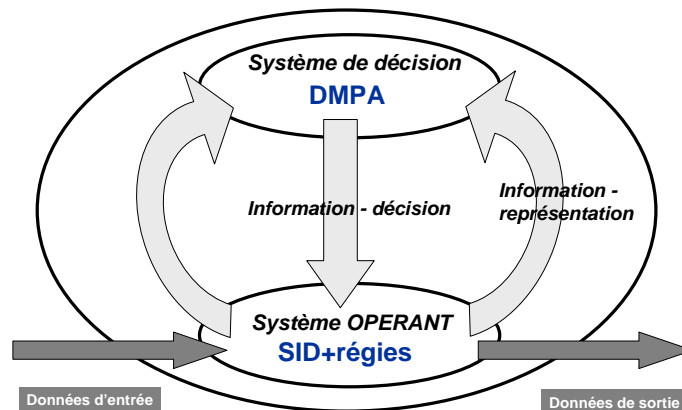 Système de décision
DMPA
Information - décision
Information -
représentation
Système OPERANT
SID+régies
Données d'entrée
Données de sortie